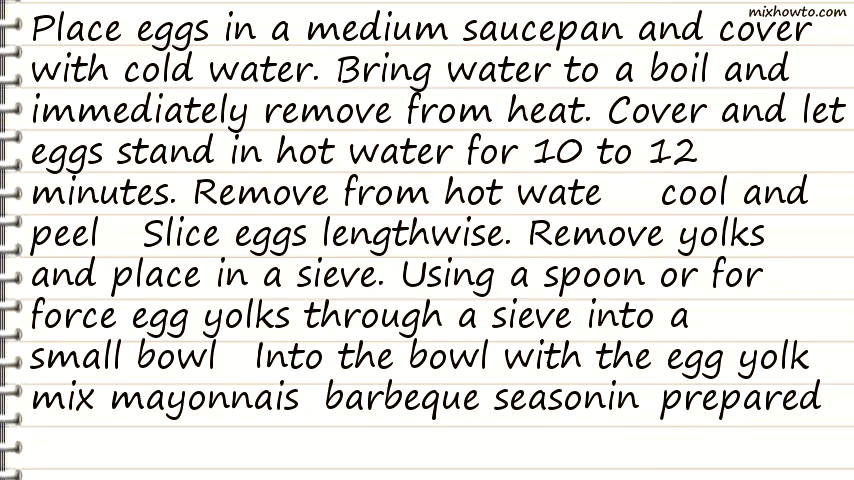 mixhowto.com
Place eggs in a medium saucepan and cover
with cold water. Bring water to a boil and
immediately remove from heat. Cover and let
eggs stand in hot water for 10 to 12
minutes. Remove from hot wate cool and
peel Slice eggs lengthwise. Remove yolks
and place in a sieve. Using a spoon or for
force egg yolks through a sieve into a
small bowl Into the bowl with the egg yolk
mix mayonnais barbeque seasonin prepared